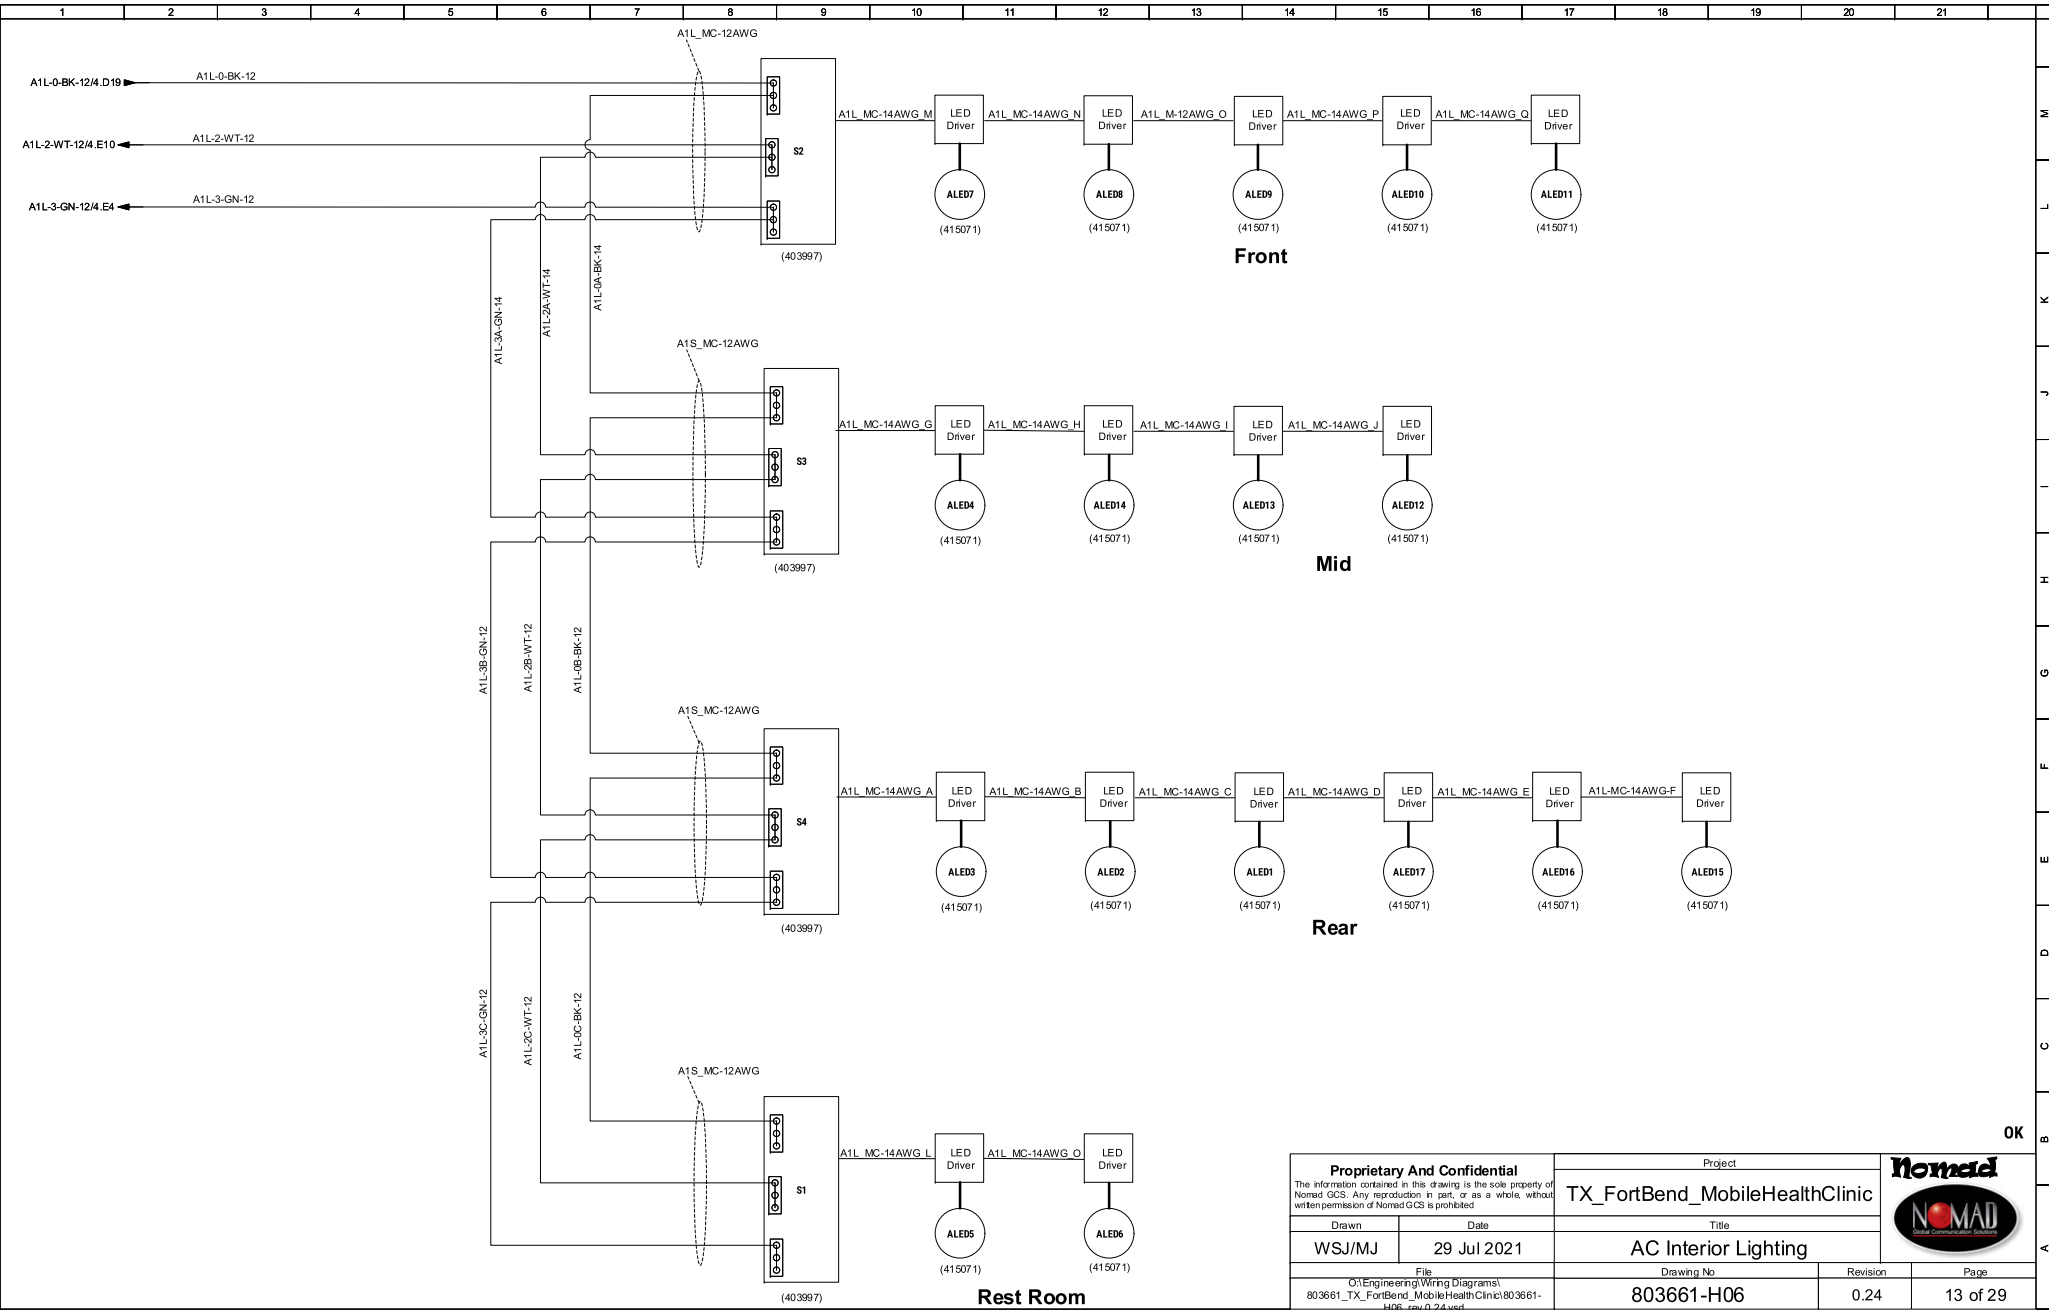 1 2 3 4 5 6 7 8 9 10 11 12 13 14 15 16 17 18 19 20 21
A1L_MC-12AWG
A1L-0-BK-12/4.D19
A1L-0-BK-12
A1L-2-WT-12/4.E10
A1L-2-WT-12
A1L-3-GN-12/4.E4
A1L-3-GN-12
S2
(403997)
A1L_MC-14AWG_M
LED Driver
A1L_MC-14AWG_N
LED Driver
A1L_M-12AWG_O
LED Driver
A1L_MC-14AWG_P
LED Driver
A1L_MC-14AWG_Q
LED Driver
ALED7
ALED8
ALED9
ALED10
ALED11
(415071)
(415071)
(415071)
(415071)
(415071)
Front
A1L-3A-GN-14
A1L-2A-WT-14
A1L-0A-BK-14
A1S_MC-12AWG
S3
(403997)
A1L_MC-14AWG_G
LED Driver
A1L_MC-14AWG_H
LED Driver
A1L_MC-14AWG_I
LED Driver
A1L_MC-14AWG_J
LED Driver
ALED4
ALED14
ALED13
ALED12
(415071)
(415071)
(415071)
(415071)
Mid
A1L-3B-GN-12
A1L-2B-WT-12
A1L-0B-BK-12
A1S_MC-12AWG
S4
(403997)
A1L_MC-14AWG_A
LED Driver
A1L_MC-14AWG_B
LED Driver
A1L_MC-14AWG_C
LED Driver
A1L_MC-14AWG_D
LED Driver
A1L_MC-14AWG_E
LED Driver
A1L-MC-14AWG-F
LED Driver
ALED3
ALED2
ALED1
ALED17
ALED16
ALED15
(415071)
(415071)
(415071)
(415071)
(415071)
(415071)
Rear
A1L-3C-GN-12
A1L-2C-WT-12
A1L-0C-BK-12
A1S_MC-12AWG
S1
(403997)
A1L_MC-14AWG_L
LED Driver
A1L_MC-14AWG_O
LED Driver
ALED5
ALED6
(415071)
(415071)
Rest Room
M
L
K
J
I
H
G
F
E
D
C
B
A
OK
Proprietary And Confidential
The information contained in this drawing is the sole property of
Nomad GCS. Any reproduction in part, or as a whole, without
written permission of Nomad GCS is prohibited
Project
TX_FortBend_MobileHealthClinic
Nomad
NOMAD
Global Communication Solutions
Drawn
WSJ/MJ
Date
29 Jul 2021
Title
AC Interior Lighting
File
O:\Engineering\Wiring Diagrams\
803661_TX_FortBend_MobileHealthClinic\803661-
H06_rev 0.24.vsd
Drawing No
803661-H06
Revision
0.24
Page
13 of 29